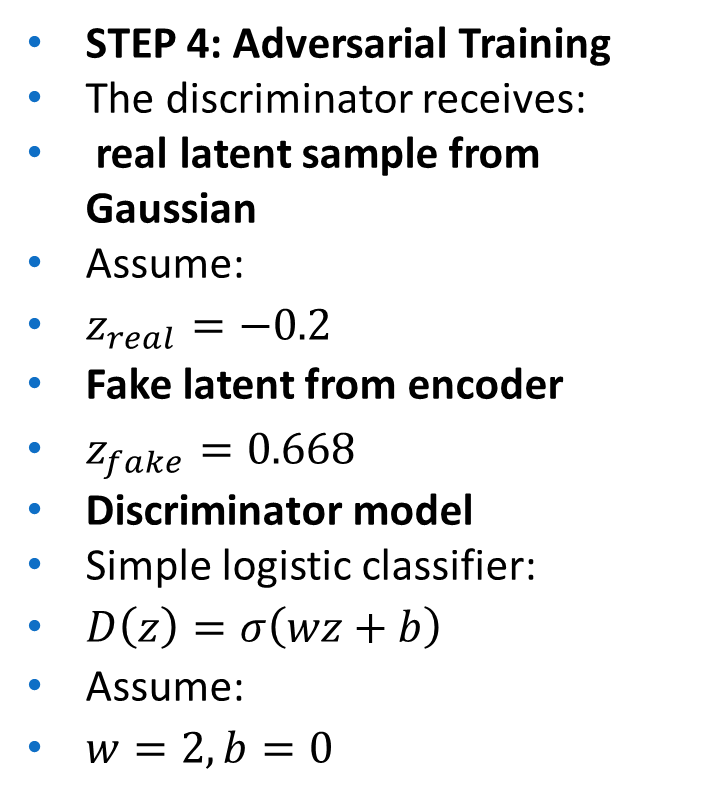 • STEP 4: Adversarial Training
• The discriminator receives:
• real latent sample from
Gaussian
• Assume:
• z_{real} = −0.2
• Fake latent from encoder
• z_{fake} = 0.668
• Discriminator model
• Simple logistic classifier:
• D(z) = σ(wz + b)
• Assume:
• w = 2, b = 0